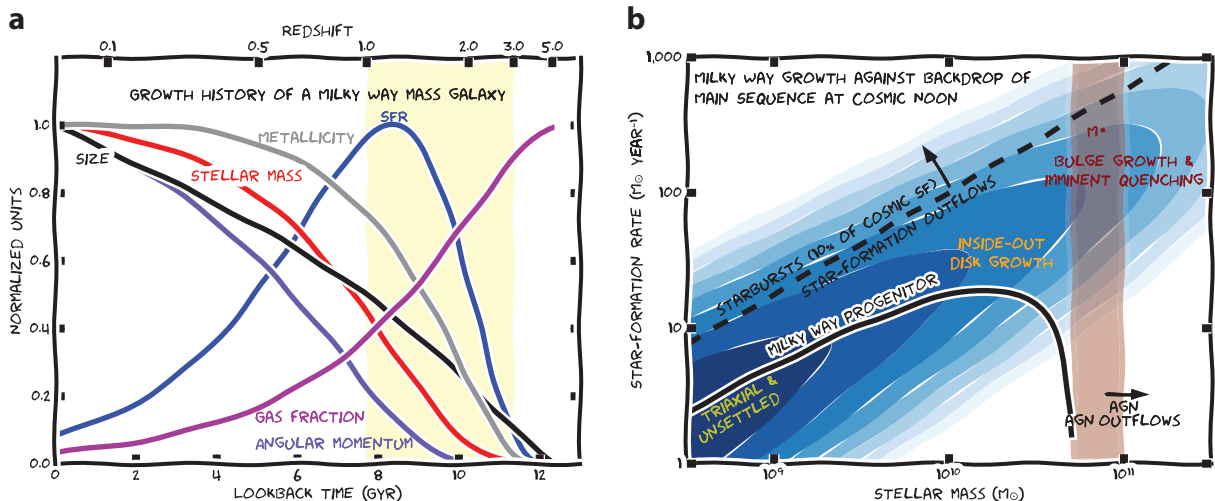 a
REDSHIFT
0.1 0.5 1.0 2.0 3.0 5.0
GROWTH HISTORY OF A MILKY WAY MASS GALAXY
SFR
METALLICITY
SIZE
STELLAR MASS
GAS FRACTION
ANGULAR MOMENTUM
NORMALIZED UNITS
1.0
0.8
0.6
0.4
0.2
0.0
0 2 4 6 8 10 12
LOOKBACK TIME (GYR)
b
MILKY WAY GROWTH AGAINST BACKDROP OF
MAIN SEQUENCE AT COSMIC NOON
M*
BULGE GROWTH &
IMMINENT QUENCHING
STARBURSTS (10% OF COSMIC SF)
STAR-FORMATION OUTFLOWS
INSIDE-OUT
DISK GROWTH
MILKY WAY PROGENITOR
TRIAXIAL &
UNSETTLED
AGN
AGN OUTFLOWS
STAR-FORMATION RATE (M⊙ YEAR⁻¹)
1,000
100
10
1
10⁹ 10¹⁰ 10¹¹
STELLAR MASS (M⊙)